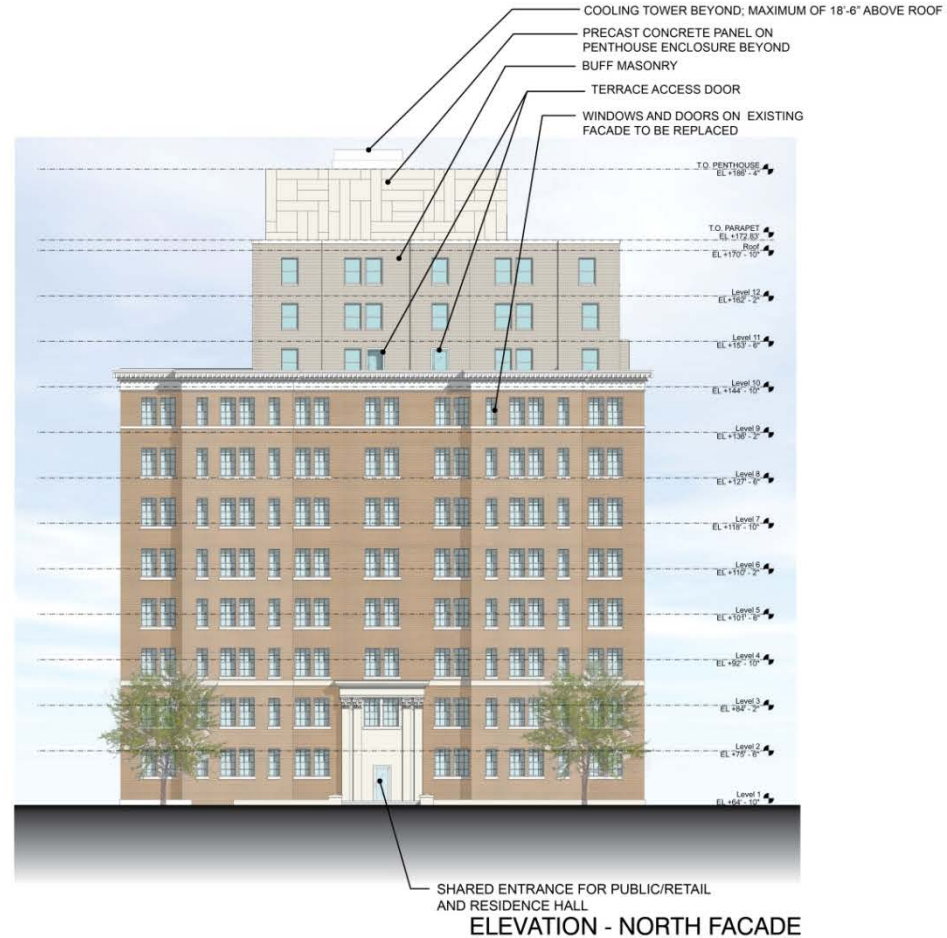 COOLING TOWER BEYOND; MAXIMUM OF 18'-6" ABOVE ROOF
PRECAST CONCRETE PANEL ON
PENTHOUSE ENCLOSURE BEYOND
BUFF MASONRY
TERRACE ACCESS DOOR
WINDOWS AND DOORS ON EXISTING
FACADE TO BE REPLACED
T.O. PENTHOUSE
EL +186' - 4"
T.O. PARAPET
EL +172.83'
Roof
EL +170' - 10"
Level 12
EL+162' - 2"
Level 11
EL +153' - 6"
Level 10
EL +144' - 10"
Level 9
EL +136' - 2"
Level 8
EL +127' - 6"
Level 7
EL +118' - 10"
Level 6
EL +110' - 2"
Level 5
EL +101' - 6"
Level 4
EL +92' - 10"
Level 3
EL +84' - 2"
Level 2
EL +75' - 6"
Level 1
EL +64' - 10"
SHARED ENTRANCE FOR PUBLIC/RETAIL
AND RESIDENCE HALL
ELEVATION - NORTH FACADE